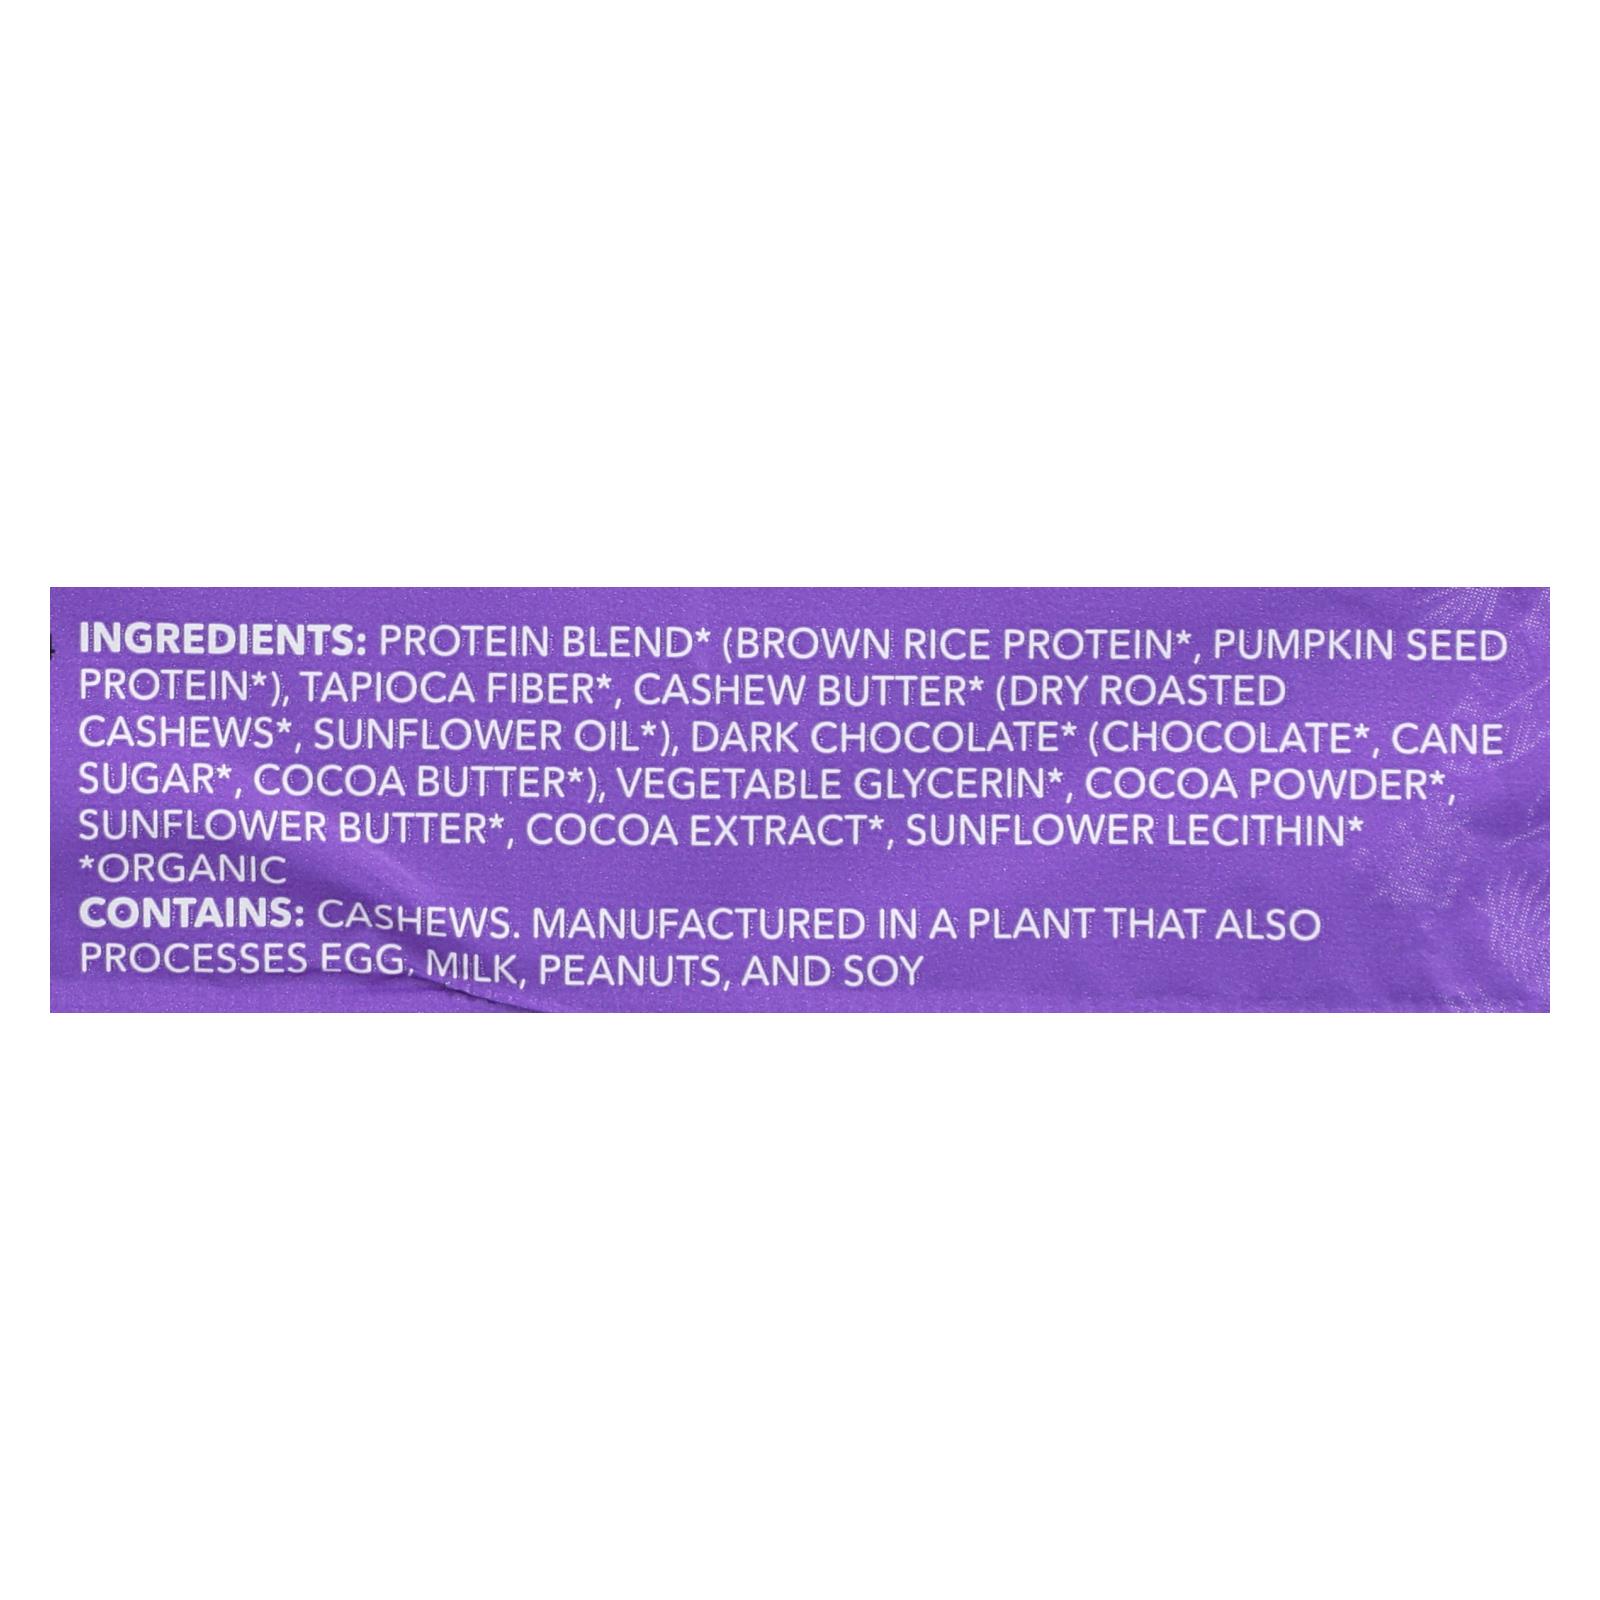 INGREDIENTS: PROTEIN BLEND* (BROWN RICE PROTEIN*, PUMPKIN SEED
PROTEIN*), TAPIOCA FIBER*, CASHEW BUTTER* (DRY ROASTED
CASHEWS*, SUNFLOWER OIL*), DARK CHOCOLATE* (CHOCOLATE*, CANE
SUGAR*, COCOA BUTTER*), VEGETABLE GLYCERIN*, COCOA POWDER*,
SUNFLOWER BUTTER*, COCOA EXTRACT*, SUNFLOWER LECITHIN*
*ORGANIC
CONTAINS: CASHEWS. MANUFACTURED IN A PLANT THAT ALSO
PROCESSES EGG, MILK, PEANUTS, AND SOY